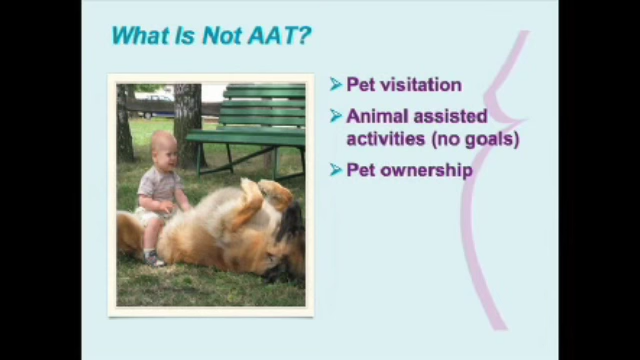 What Is Not AAT?
Pet visitation
Animal assisted
activities (no goals)
Pet ownership